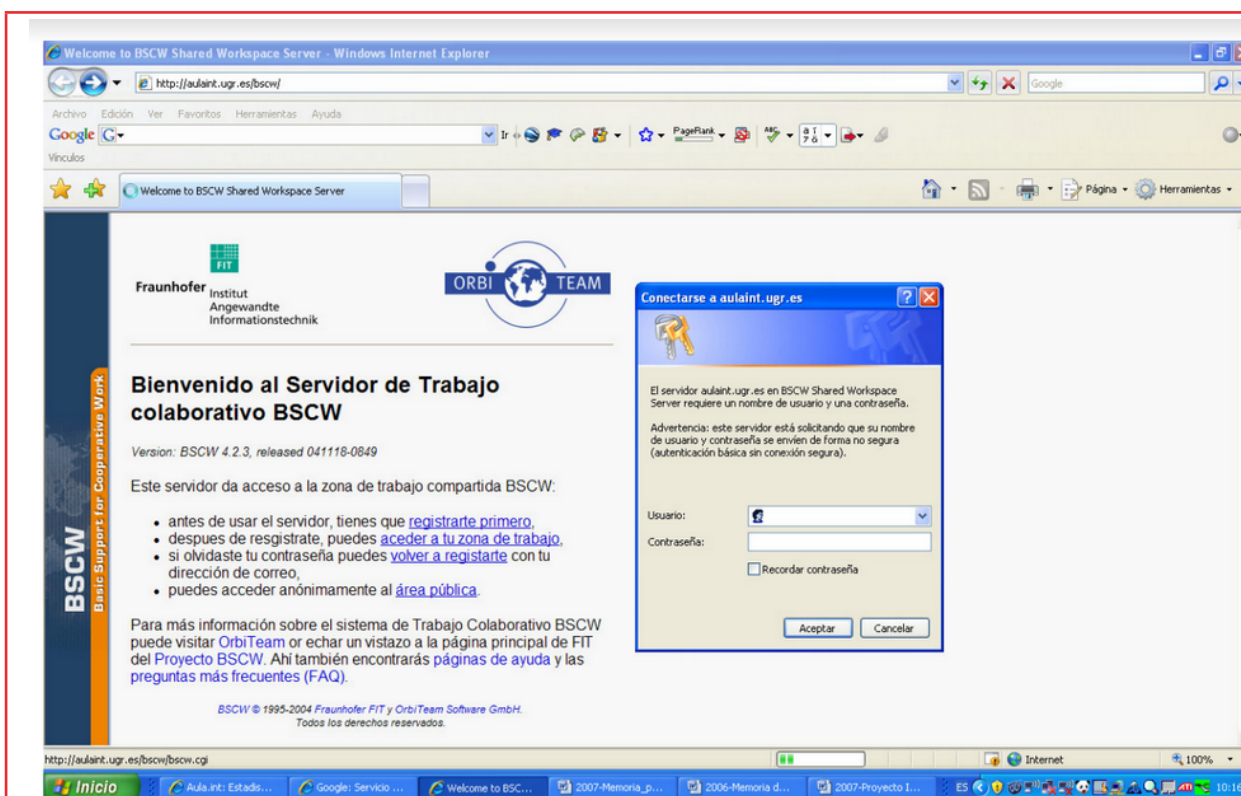 Welcome to BSCW Shared Workspace Server - Windows Internet Explorer
http://aulaint.ugr.es/bscw/
Google
Archivo Edición Ver Favoritos Herramientas Ayuda
Google G
Ir
PageRank
Vínculos
Welcome to BSCW Shared Workspace Server
Página
Herramientas
BSCW
Basic Support for Cooperative Work
FIT
Fraunhofer Institut
Angewandte
Informationstechnik
ORBI TEAM
Bienvenido al Servidor de Trabajo
colaborativo BSCW
Version: BSCW 4.2.3, released 041118-0849
Este servidor da acceso a la zona de trabajo compartida BSCW:
• antes de usar el servidor, tienes que registrarte primero,
• despues de resgistrate, puedes aceder a tu zona de trabajo,
• si olvidaste tu contraseña puedes volver a registarte con tu
dirección de correo,
• puedes acceder anónimamente al área pública.
Para más información sobre el sistema de Trabajo Colaborativo BSCW
puede visitar OrbiTeam or echar un vistazo a la página principal de FIT
del Proyecto BSCW. Ahí también encontrarás páginas de ayuda y las
preguntas más frecuentes (FAQ).
BSCW © 1995-2004 Fraunhofer FIT y OrbiTeam Software GmbH.
Todos los derechos reservados.
Conectarse a aulaint.ugr.es
El servidor aulaint.ugr.es en BSCW Shared Workspace
Server requiere un nombre de usuario y una contraseña.
Advertencia: este servidor está solicitando que su nombre
de usuario y contraseña se envíen de forma no segura
(autenticación básica sin conexión segura).
Usuario:
Contraseña:
Recordar contraseña
Aceptar Cancelar
http://aulaint.ugr.es/bscw/bscw.cgi
Internet
100%
Inicio
Aula.int: Estadis...
Google: Servicio ...
Welcome to BSC...
2007-Memoria_p...
2006-Memoria d...
2007-Proyecto I...
ES
10:16